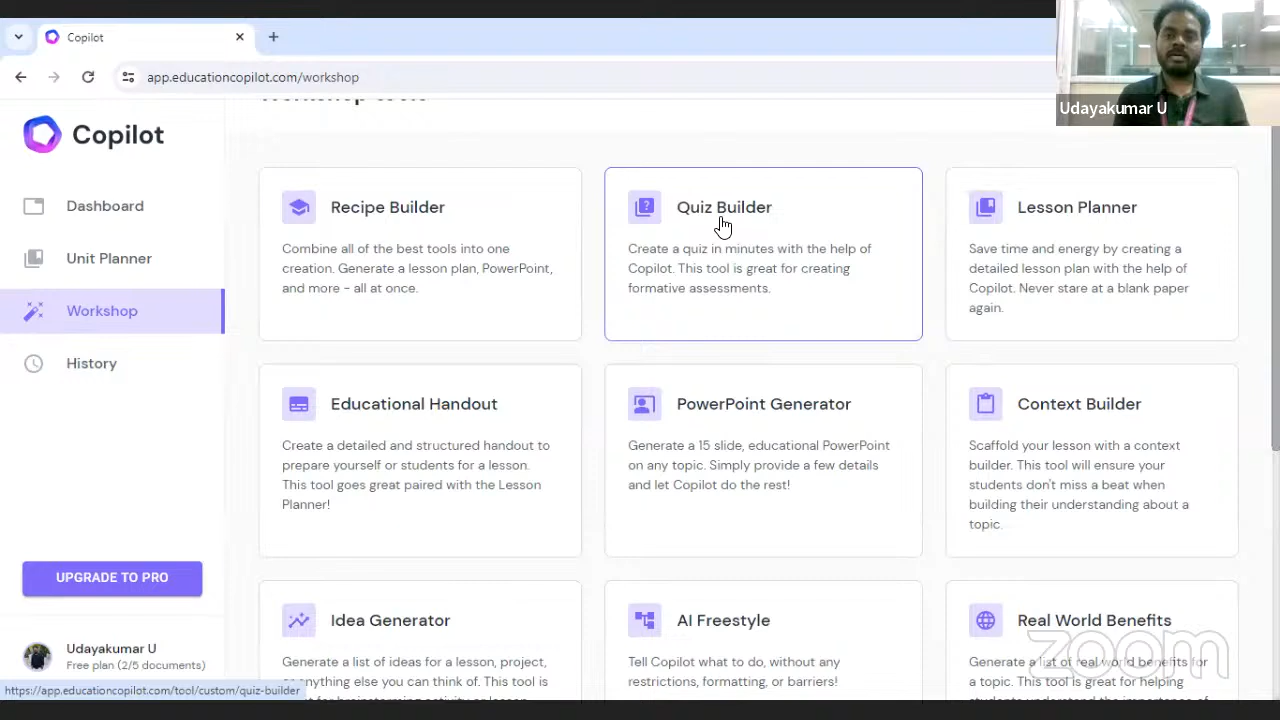 Copilot
app.educationcopilot.com/workshop
Udayakumar U
Copilot
Dashboard
Unit Planner
Workshop
History
UPGRADE TO PRO
Udayakumar U
Free plan (2/5 documents)
Recipe Builder
Combine all of the best tools into one
creation. Generate a lesson plan, PowerPoint,
and more - all at once.
Quiz Builder
Create a quiz in minutes with the help of
Copilot. This tool is great for creating
formative assessments.
Lesson Planner
Save time and energy by creating a
detailed lesson plan with the help of
Copilot. Never stare at a blank paper
again.
Educational Handout
Create a detailed and structured handout to
prepare yourself or students for a lesson.
This tool goes great paired with the Lesson
Planner!
PowerPoint Generator
Generate a 15 slide, educational PowerPoint
on any topic. Simply provide a few details
and let Copilot do the rest!
Context Builder
Scaffold your lesson with a context
builder. This tool will ensure your
students don't miss a beat when
building their understanding about a
topic.
Idea Generator
Generate a list of ideas for a lesson, project,
anything else you can think of. This tool is
AI Freestyle
Tell Copilot what to do, without any
restrictions, formatting, or barriers!
Real World Benefits
Generate a list of real world benefits for
a topic. This tool is great for helping
zoom
https://app.educationcopilot.com/tool/custom/quiz-builder